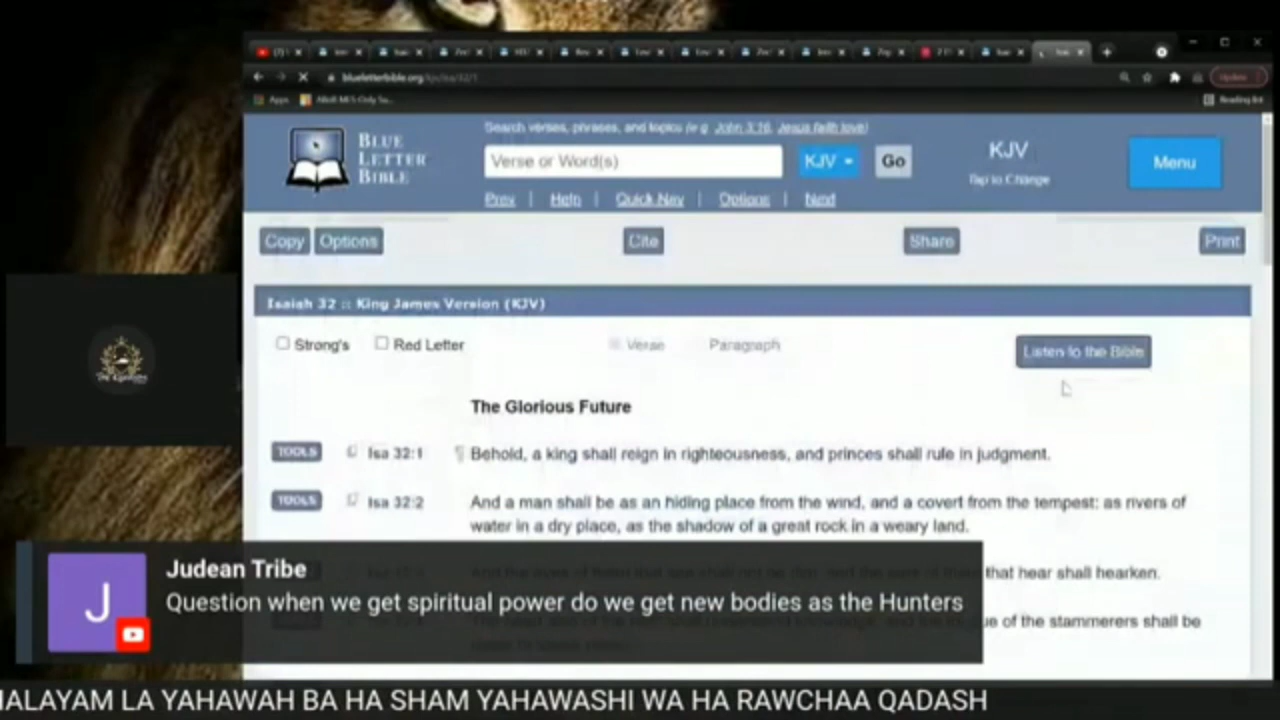 Update
Apps
Reading list
BLUE
LETTER
BIBLE
Search verses, phrases, and topics (e.g. John 3:16, Jesus faith love)
Verse or Word(s)
KJV
Go
KJV
Tap to Change
Menu
Prev | Help | Quick Nav | Options | Next
Copy Options Cite Share Print
Isaiah 32 :: King James Version (KJV)
Strong's Red Letter Verse Paragraph Listen to the Bible
The Glorious Future
TOOLS Isa 32:1 ¶ Behold, a king shall reign in righteousness, and princes shall rule in judgment.
TOOLS Isa 32:2 And a man shall be as an hiding place from the wind, and a covert from the tempest: as rivers of
water in a dry place, as the shadow of a great rock in a weary land.
that hear shall hearken.
of the stammerers shall be
J
Judean Tribe
Question when we get spiritual power do we get new bodies as the Hunters
HALAYAM LA YAHAWAH BA HA SHAM YAHAWASHI WA HA RAWCHAA QADASH